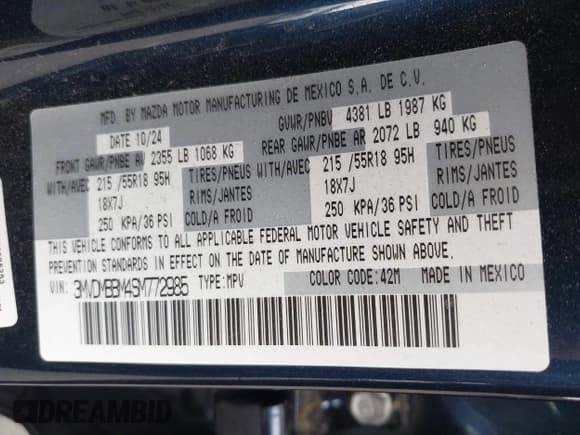 MFD. BY MAZDA MOTOR MANUFACTURING DE MEXICO S.A. DE C.V.
DATE 10/24 GVWR/PNBV 4381 LB 1987 KG
FRONT GAWR/PNBE AV 2355 LB 1068 KG REAR GAWR/PNBE AR 2072 LB 940 KG
WITH/AVEC 215 /55R18 95H TIRES/PNEUS WITH/AVEC 215 /55R18 95H TIRES/PNEUS
18X7J RIMS/JANTES 18X7J RIMS/JANTES
250 KPA/36 PSI COLD/A FROID 250 KPA/36 PSI COLD/A FROID
THIS VEHICLE CONFORMS TO ALL APPLICABLE FEDERAL MOTOR VEHICLE SAFETY AND THEFT
PREVENTION STANDARDS IN EFFECT ON THE DATE OF MANUFACTURE SHOWN ABOVE.
VIN: 3MVDMBBM4SM772985 TYPE:MPV COLOR CODE:42M MADE IN MEXICO
DREAMBID